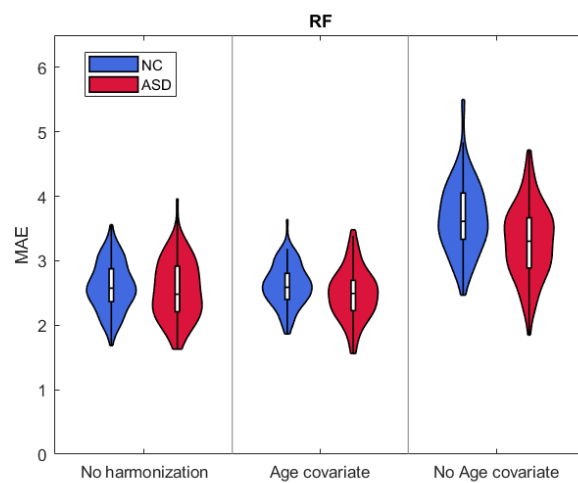 RF
NC
ASD
6
5
4
3
2
1
0
MAE
No harmonization
Age covariate
No Age covariate